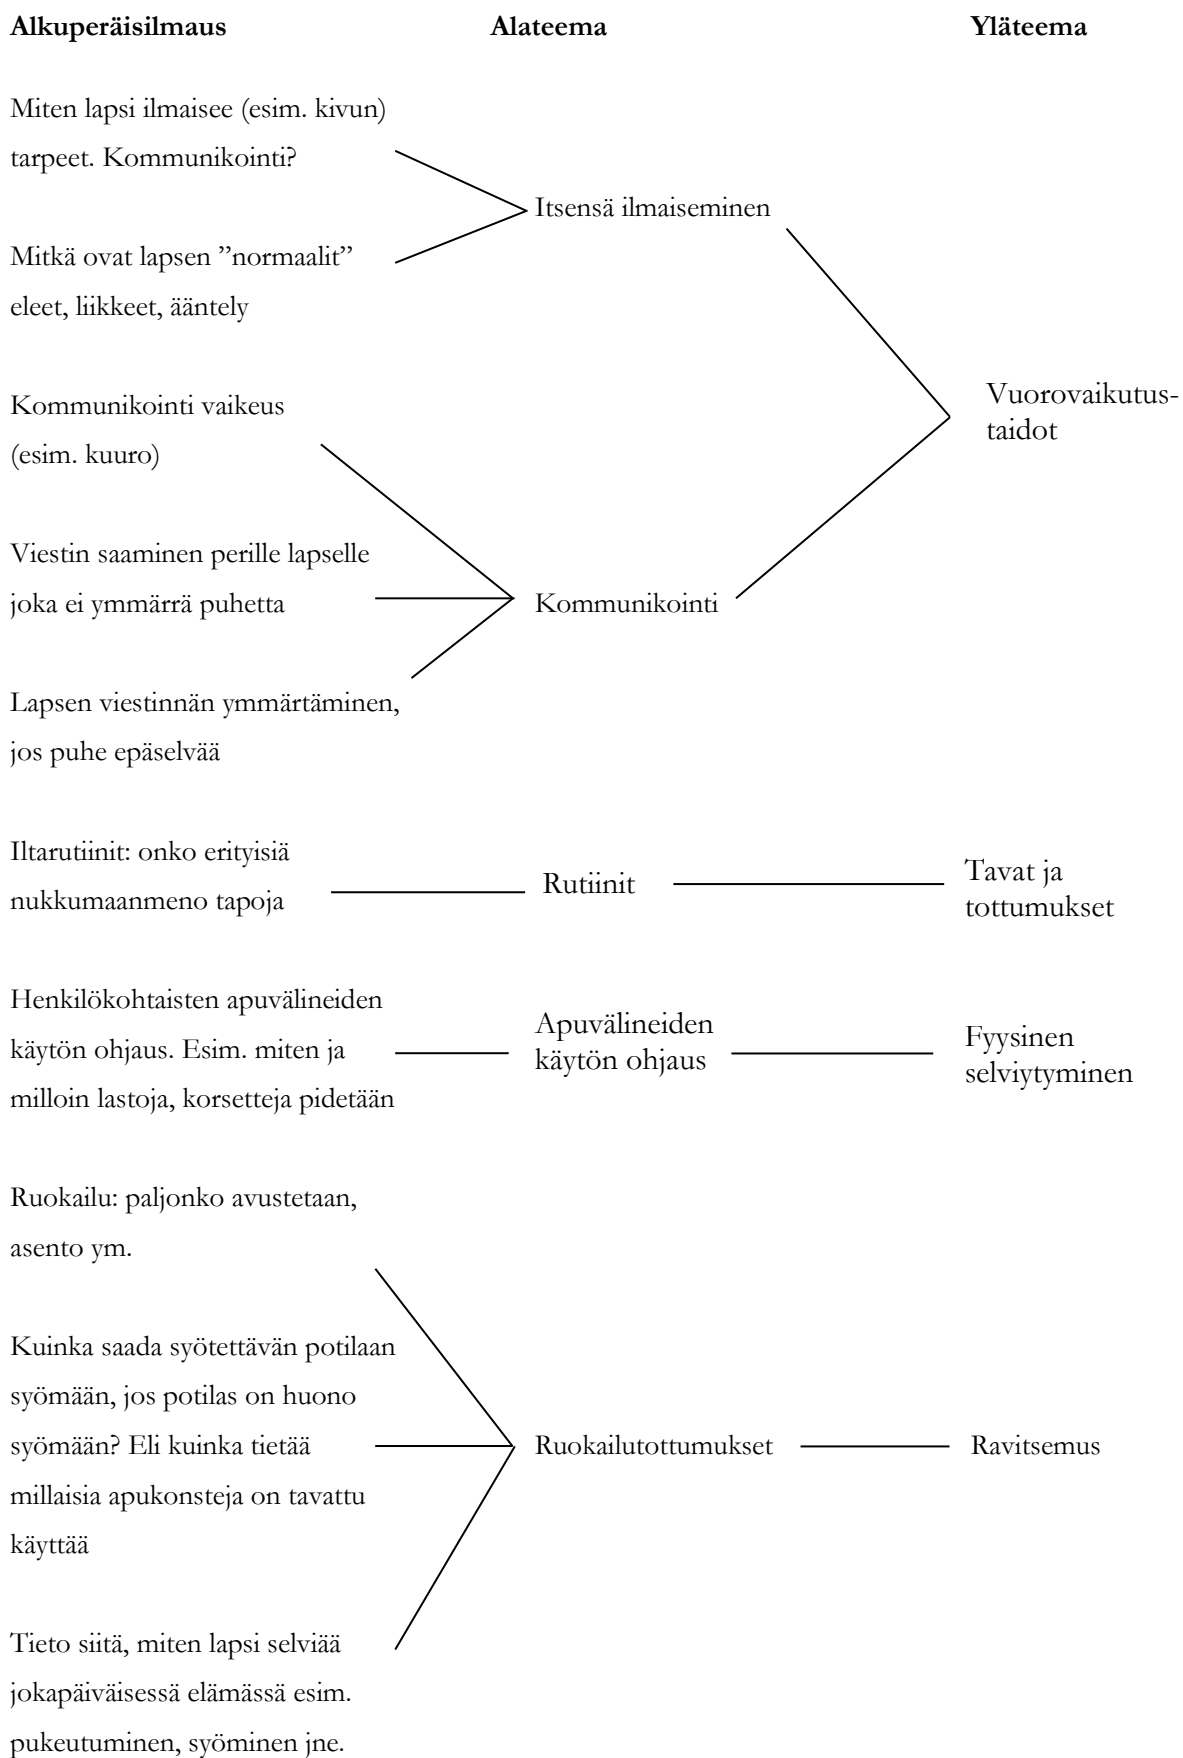 Alkuperäisilmaus Alateema Yläteema
Miten lapsi ilmaisee (esim. kivun)
tarpeet. Kommunikointi?
Itsensä ilmaiseminen
Mitkä ovat lapsen ”normaalit”
eleet, liikkeet, ääntely
Vuorovaikutus-
taidot
Kommunikointi vaikeus
(esim. kuuro)
Viestin saaminen perille lapselle
joka ei ymmärrä puhetta
Kommunikointi
Lapsen viestinnän ymmärtäminen,
jos puhe epäselvää
Iltarutiinit: onko erityisiä
nukkumaanmeno tapoja
Rutiinit
Tavat ja
tottumukset
Henkilökohtaisten apuvälineiden
käytön ohjaus. Esim. miten ja
milloin lastoja, korsetteja pidetään
Apuvälineiden
käytön ohjaus
Fyysinen
selviytyminen
Ruokailu: paljonko avustetaan,
asento ym.
Kuinka saada syötettävän potilaan
syömään, jos potilas on huono
syömään? Eli kuinka tietää
millaisia apukonsteja on tavattu
käyttää
Ruokailutottumukset
Ravitsemus
Tieto siitä, miten lapsi selviää
jokapäiväisessä elämässä esim.
pukeutuminen, syöminen jne.